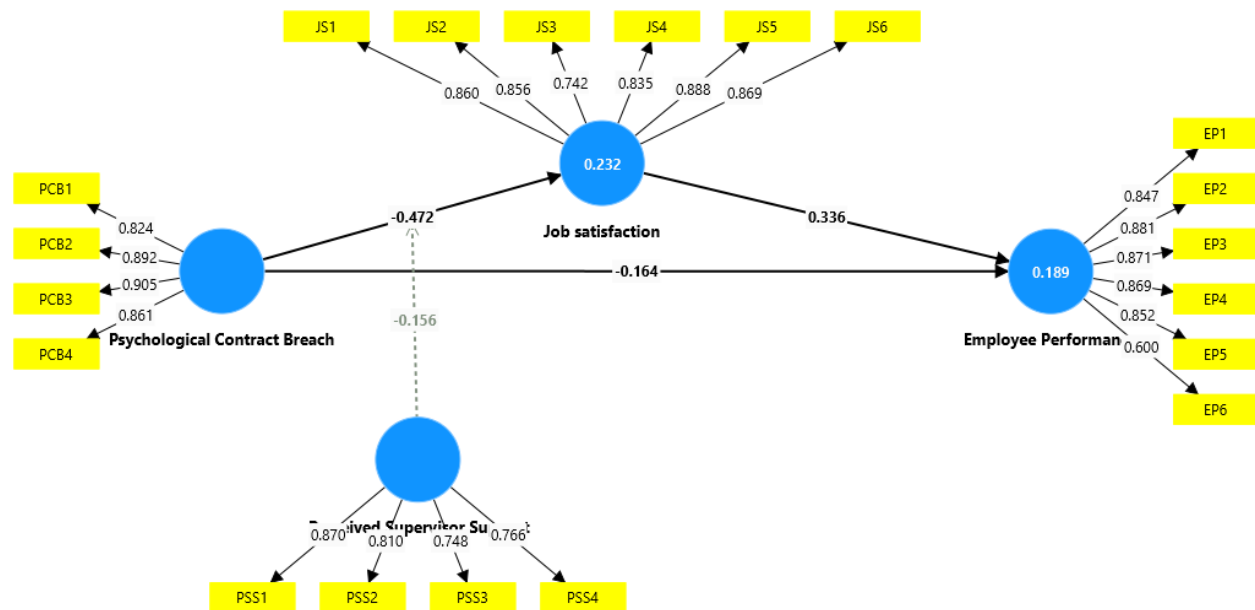 JS1 JS2 JS3 JS4 JS5 JS6
0.860 0.856 0.742 0.835 0.888 0.869
0.232
Job satisfaction
PCB1
PCB2
PCB3
PCB4
0.824
0.892
0.905
0.861
Psychological Contract Breach
-0.472
0.336
-0.164
-0.156
EP1
EP2
EP3
EP4
EP5
EP6
0.847
0.881
0.871
0.869
0.852
0.600
0.189
Employee Performan
Supervisor
0.870 0.810 0.748 0.766
PSS1 PSS2 PSS3 PSS4